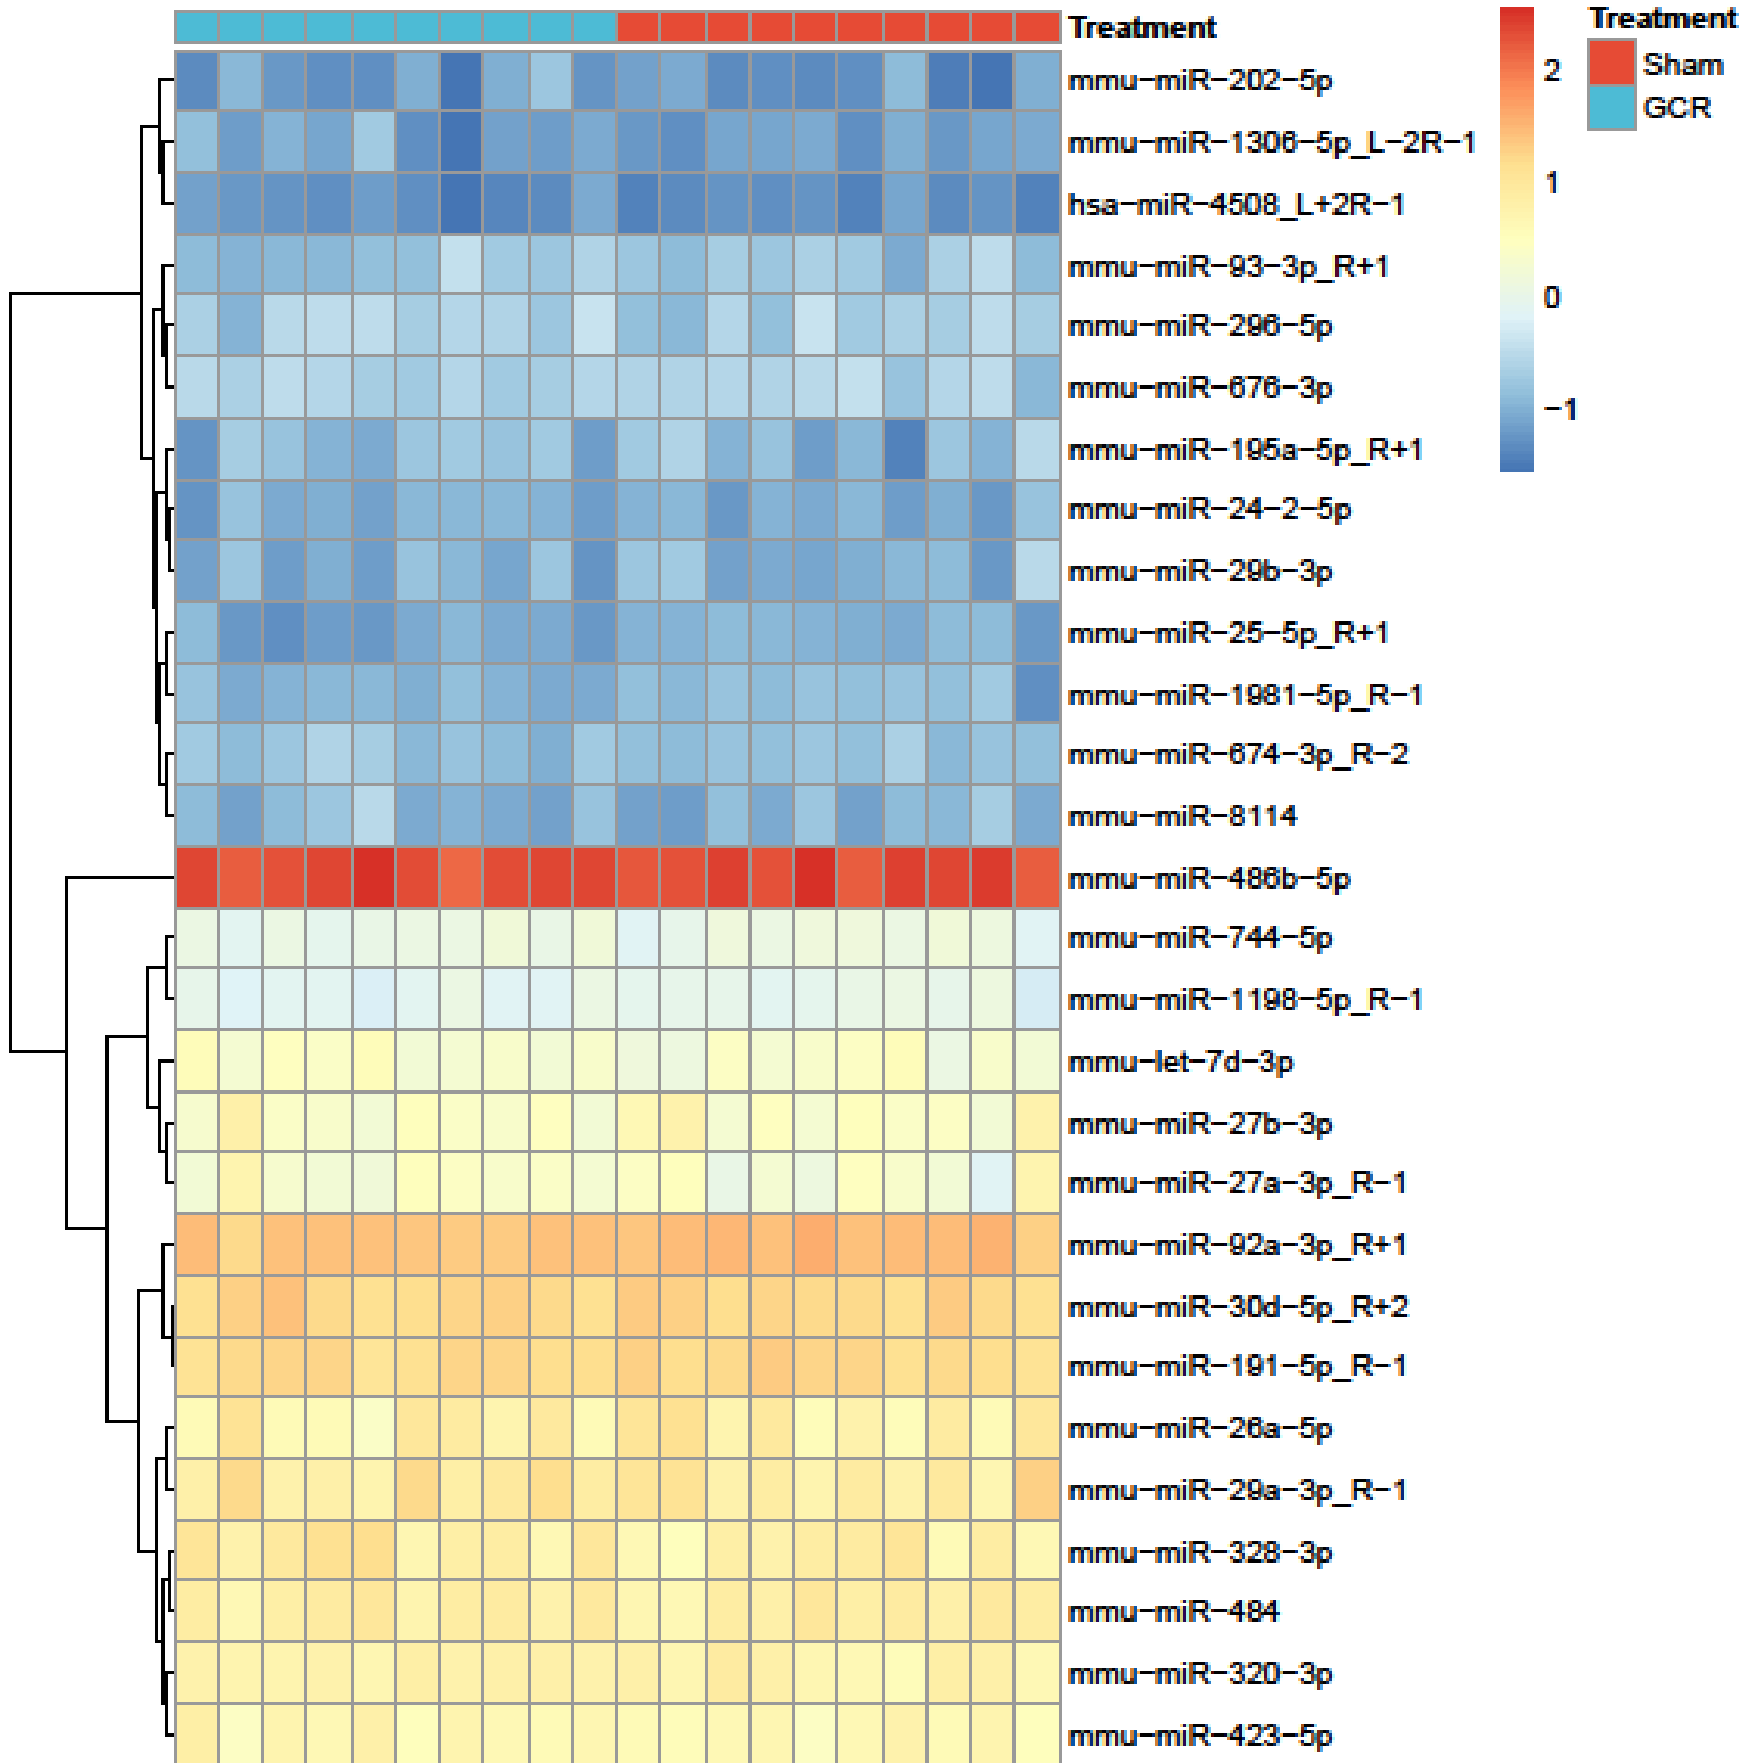 Treatment
mmu-miR-202-5p
mmu-miR-1306-5p_L-2R-1
hsa-miR-4508_L+2R-1
mmu-miR-93-3p_R+1
mmu-miR-296-5p
mmu-miR-676-3p
mmu-miR-195a-5p_R+1
mmu-miR-24-2-5p
mmu-miR-29b-3p
mmu-miR-25-5p_R+1
mmu-miR-1981-5p_R-1
mmu-miR-674-3p_R-2
mmu-miR-8114
mmu-miR-486b-5p
mmu-miR-744-5p
mmu-miR-1198-5p_R-1
mmu-let-7d-3p
mmu-miR-27b-3p
mmu-miR-27a-3p_R-1
mmu-miR-92a-3p_R+1
mmu-miR-30d-5p_R+2
mmu-miR-191-5p_R-1
mmu-miR-26a-5p
mmu-miR-29a-3p_R-1
mmu-miR-328-3p
mmu-miR-484
mmu-miR-320-3p
mmu-miR-423-5p
2
1
0
-1
Treatment
Sham
GCR